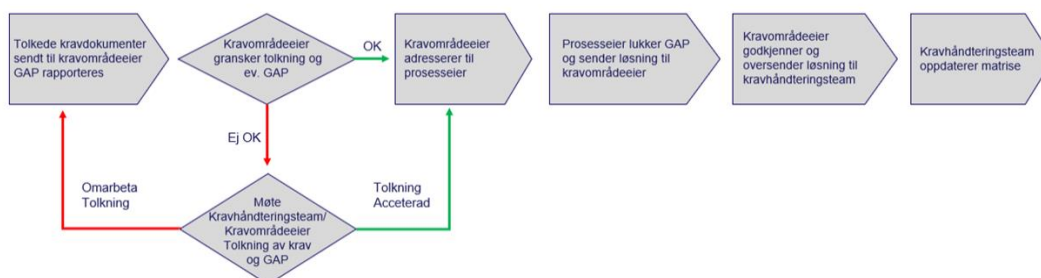 Tolkede kravdokumenter
sendt til kravområdeeier
GAP rapporteres
Kravområdeeier
gransker tolkning og
ev. GAP
OK
Kravområdeeier
adresserer til
prosesseier
Prosesseier lukker GAP
og sender løsning til
kravområdeeier
Kravområdeeier
godkjenner og
oversender løsning til
kravhåndteringsteam
Kravhåndteringsteam
oppdaterer matrise
Ej OK
Omarbeta
Tolkning
Møte
Kravhåndteringsteam/
Kravområdeeier
Tolkning av krav
og GAP
Tolkning
Acceterad